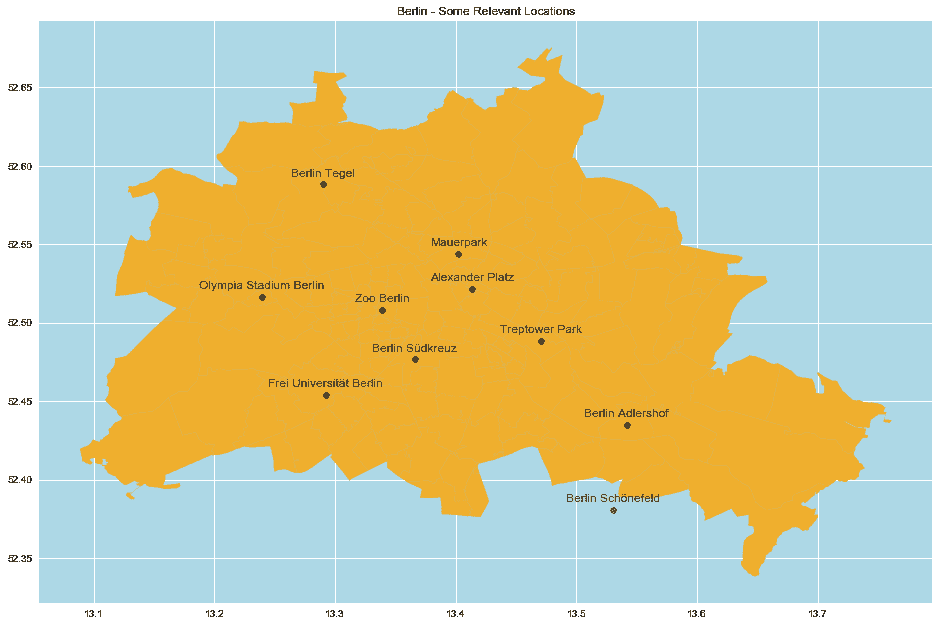 Berlin - Some Relevant Locations
52.65
52.60
Berlin Tegel
52.55
Mauerpark
Alexander Platz
Olympia Stadium Berlin
Zoo Berlin
52.50
Treptower Park
Berlin Südkreuz
Frei Universität Berlin
52.45
Berlin Adlershof
52.40
Berlin Schönefeld
52.35
13.1 13.2 13.3 13.4 13.5 13.6 13.7